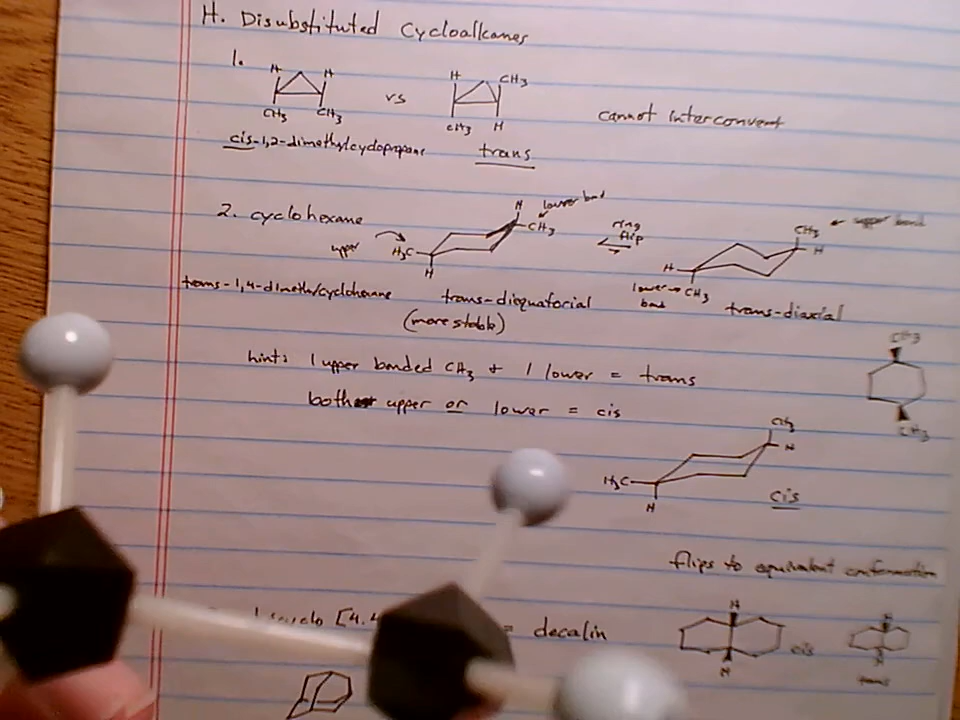 H. Disubstituted Cycloalkanes
1.
H H H CH3
vs cannot interconvert
CH3 CH3 CH3 H
cis-1,2-dimethylcyclopropane trans
2. cyclohexane
H lower bond
CH3
upper H3C
H
ring flip
CH3 upper bond
H
H
lower bond CH3
trans-1,4-dimethylcyclohexane trans-diequatorial trans-diaxial
(more stable)
CH3
hint: 1 upper bonded CH3 + 1 lower = trans
both upper or lower = cis
CH3
CH3
H
H3C
H
cis
flips to equivalent conformation
[4.4 = decalin
H
H
cis
H
H
trans